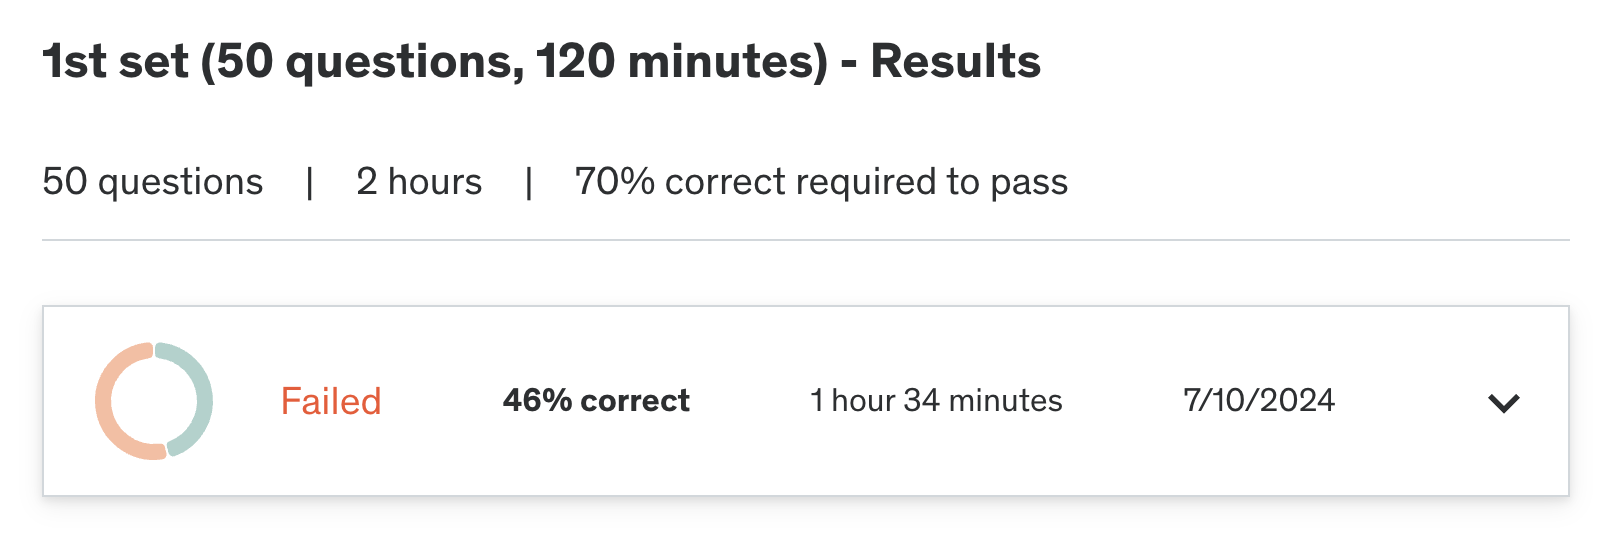 1st set (50 questions, 120 minutes) - Results
50 questions | 2 hours | 70% correct required to pass
Failed 46% correct 1 hour 34 minutes 7/10/2024